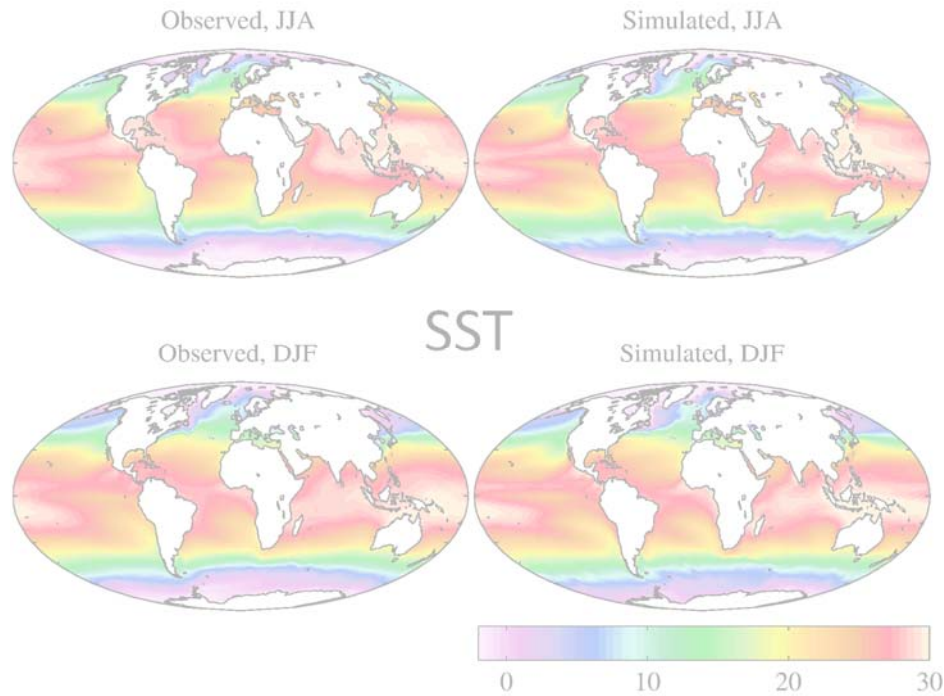 Observed, JJA
Simulated, JJA
SST
Observed, DJF
Simulated, DJF
0
10
20
30